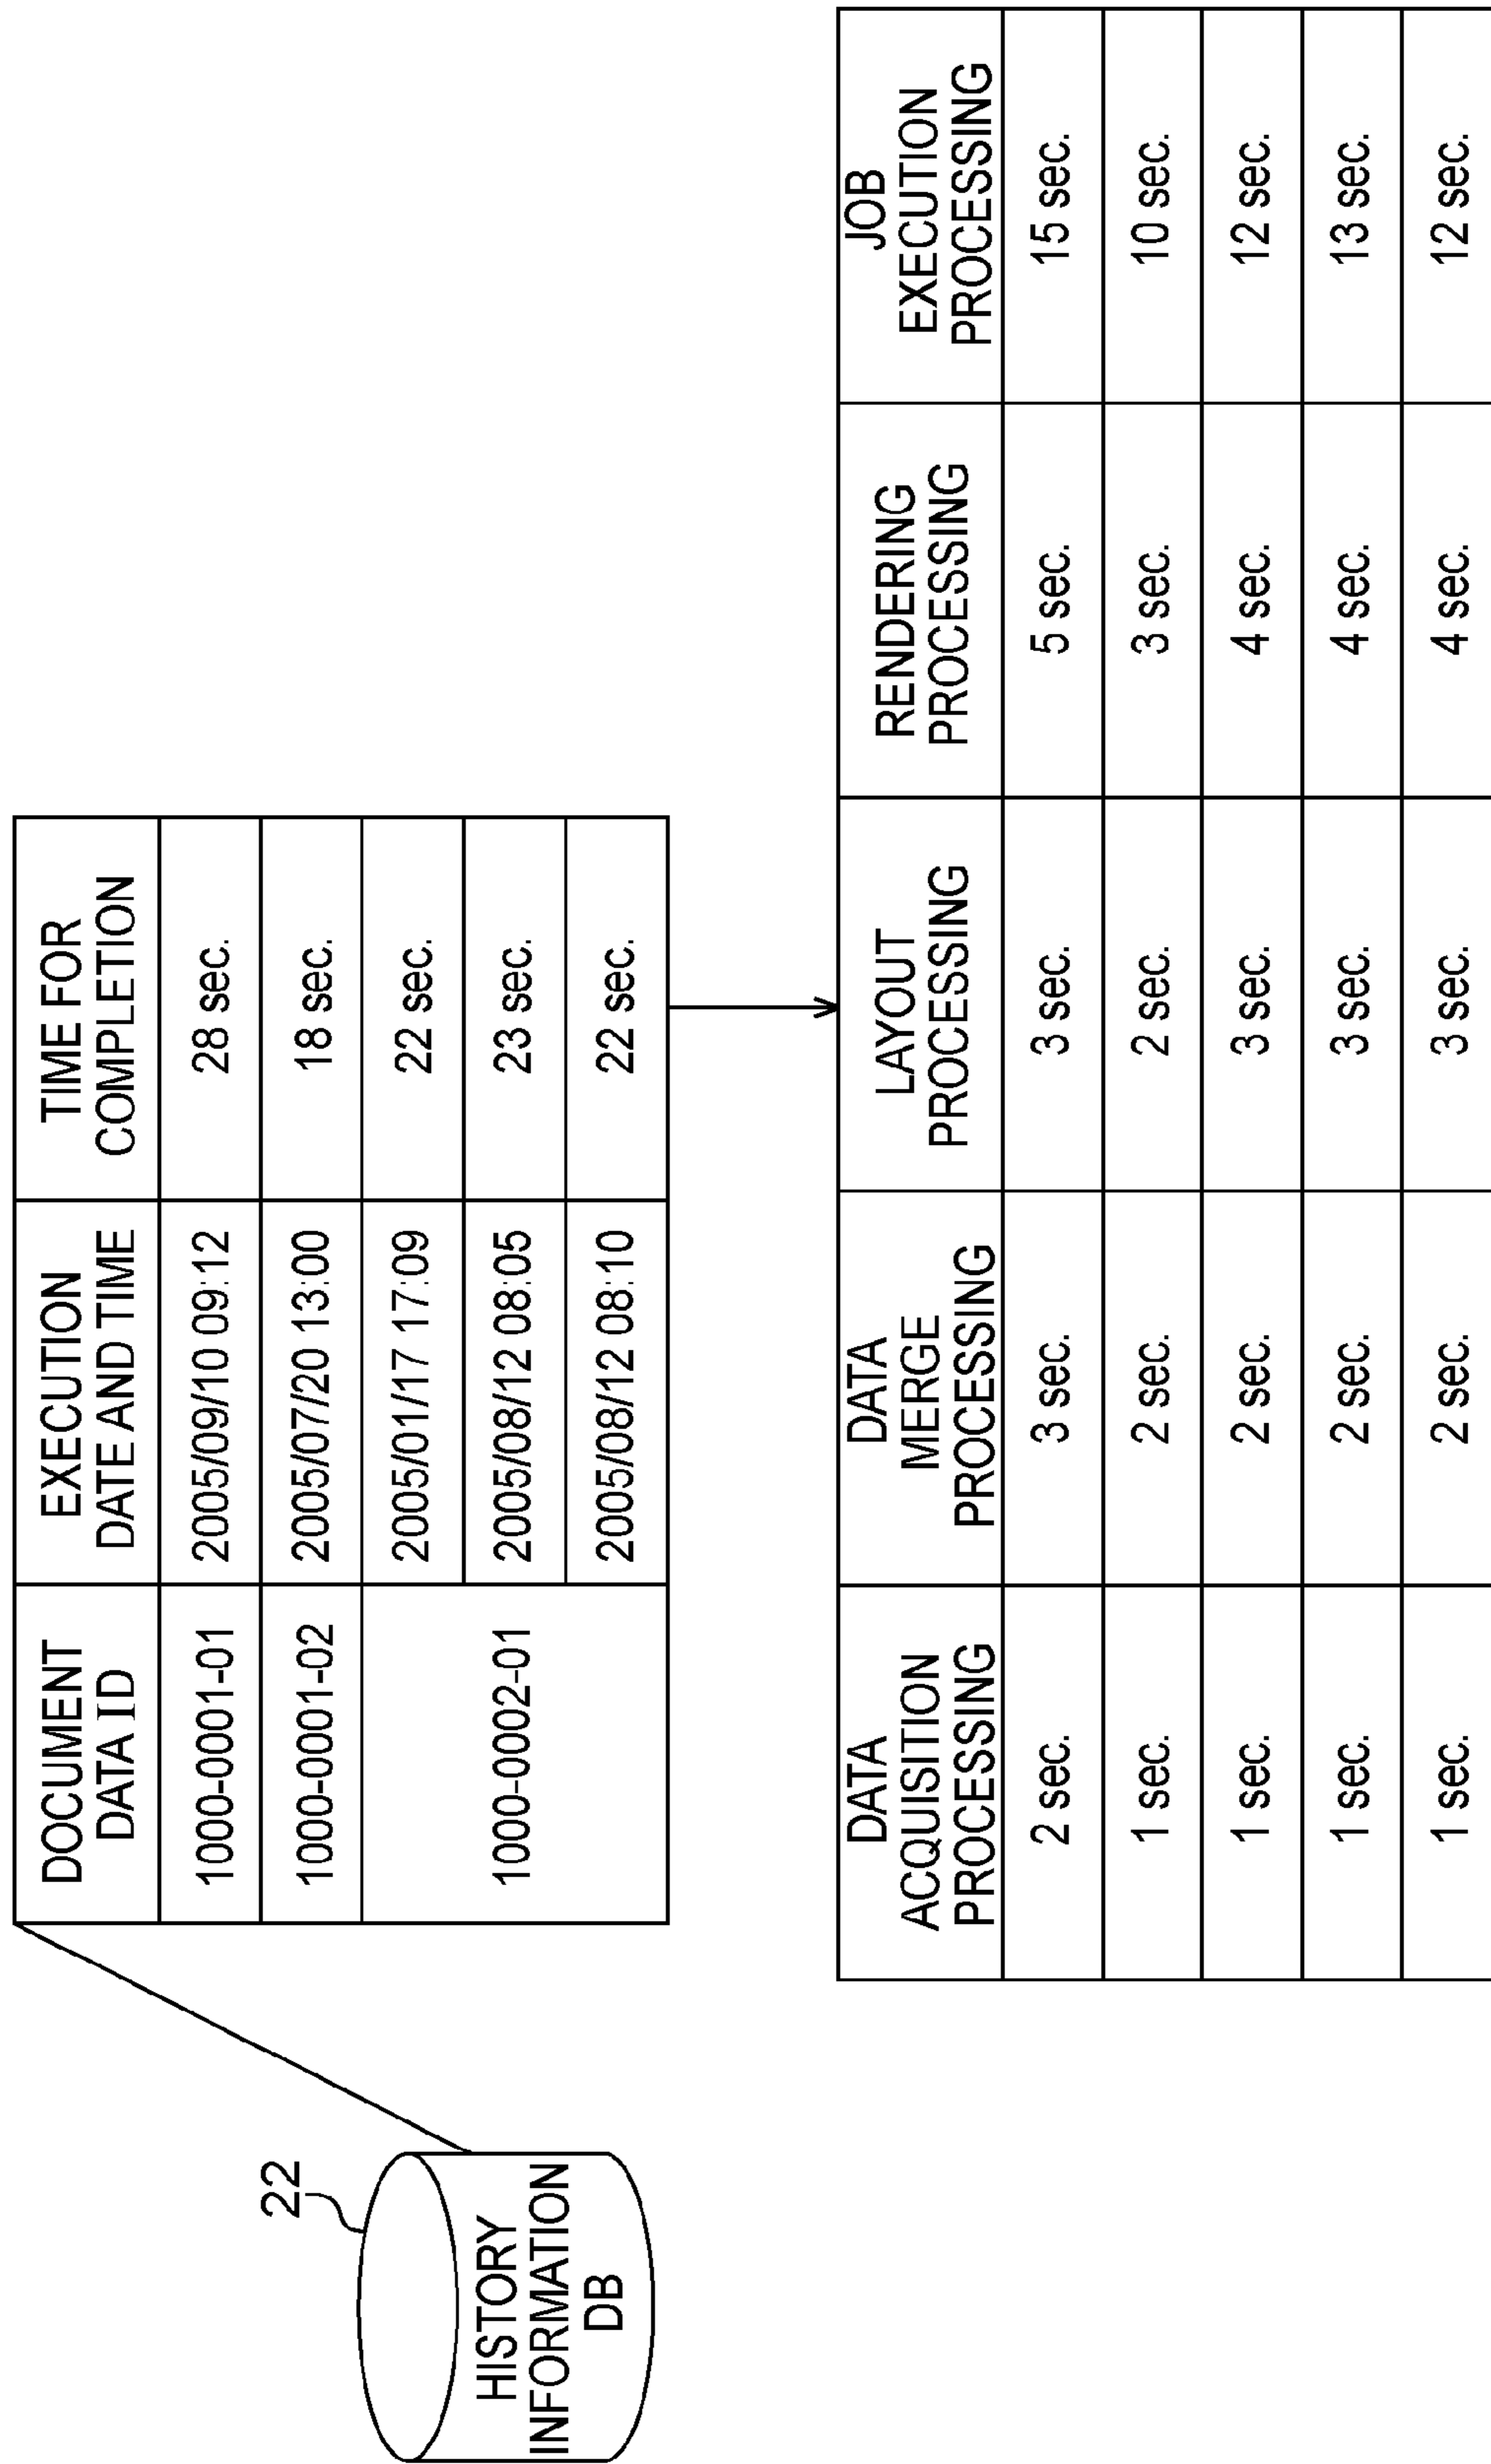 22
HISTORY
INFORMATION
DB
DOCUMENT
DATA ID
EXECUTION
DATE AND TIME
TIME FOR
COMPLETION
1000-0001-01
2005/09/10 09:12
28 sec.
1000-0001-02
2005/07/20 13:00
18 sec.
1000-0002-01
2005/01/17 17:09
22 sec.
2005/08/12 08:05
23 sec.
2005/08/12 08:10
22 sec.
DATA
ACQUISITION
PROCESSING
DATA
MERGE
PROCESSING
LAYOUT
PROCESSING
RENDERING
PROCESSING
JOB
EXECUTION
PROCESSING
2 sec.
3 sec.
3 sec.
5 sec.
15 sec.
1 sec.
2 sec.
2 sec.
3 sec.
10 sec.
1 sec.
2 sec.
3 sec.
4 sec.
12 sec.
1 sec.
2 sec.
3 sec.
4 sec.
13 sec.
1 sec.
2 sec.
3 sec.
4 sec.
12 sec.